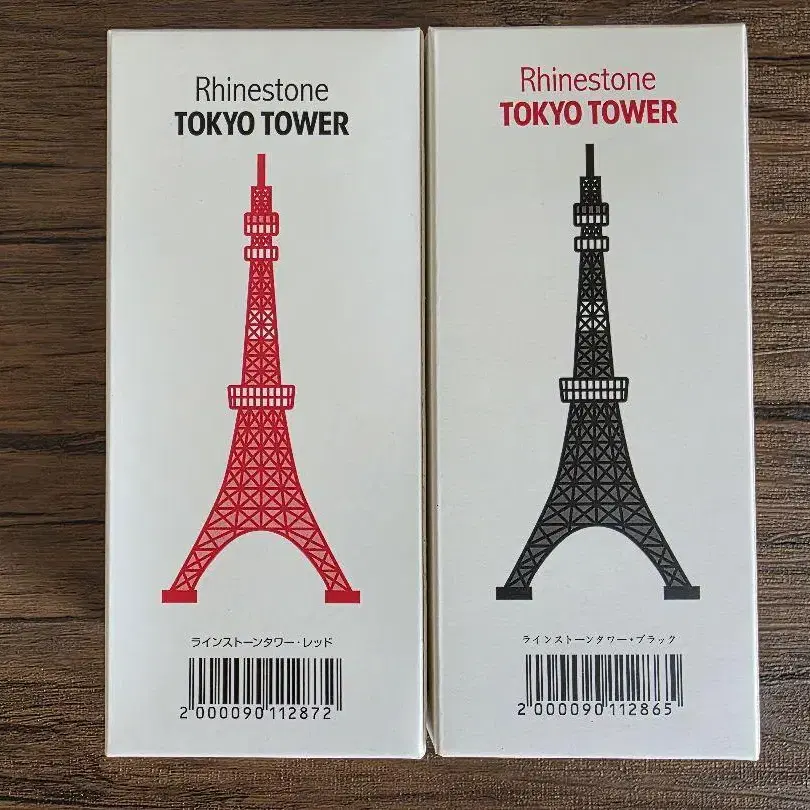 Rhinestone
TOKYO TOWER
ラインストーンタワー・レッド
2 000090 112872
Rhinestone
TOKYO TOWER
ラインストーンタワー・ブラック
2 000090 112865